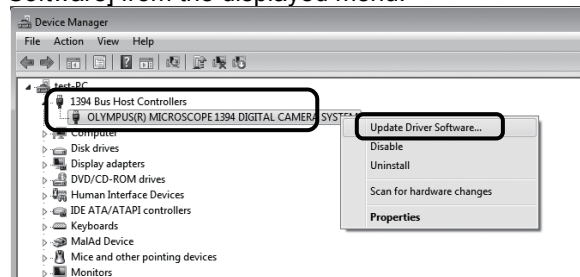 Software] from the displayed menu.
Device Manager
File Action View Help
test-PC
1394 Bus Host Controllers
OLYMPUS(R) MICROSCOPE 1394 DIGITAL CAMERA SYSTEM
Computer
Disk drives
Display adapters
DVD/CD-ROM drives
Human Interface Devices
IDE ATA/ATAPI controllers
Keyboards
MalAd Device
Mice and other pointing devices
Monitors
Update Driver Software...
Disable
Uninstall
Scan for hardware changes
Properties